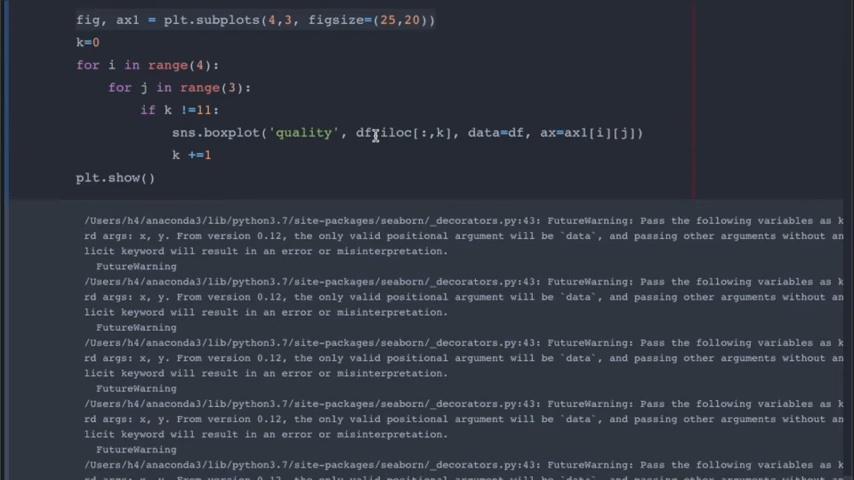 fig, ax1 = plt.subplots(4,3, figsize=(25,20))
k=0
for i in range(4):
for j in range(3):
if k !=11:
sns.boxplot('quality', df.iloc[:,k], data=df, ax=ax1[i][j])
k +=1
plt.show()
/Users/h4/anaconda3/lib/python3.7/site-packages/seaborn/_decorators.py:43: FutureWarning: Pass the following variables as k
rd args: x, y. From version 0.12, the only valid positional argument will be `data`, and passing other arguments without an
licit keyword will result in an error or misinterpretation.
FutureWarning
/Users/h4/anaconda3/lib/python3.7/site-packages/seaborn/_decorators.py:43: FutureWarning: Pass the following variables as k
rd args: x, y. From version 0.12, the only valid positional argument will be `data`, and passing other arguments without an
licit keyword will result in an error or misinterpretation.
FutureWarning
/Users/h4/anaconda3/lib/python3.7/site-packages/seaborn/_decorators.py:43: FutureWarning: Pass the following variables as k
rd args: x, y. From version 0.12, the only valid positional argument will be `data`, and passing other arguments without an
licit keyword will result in an error or misinterpretation.
FutureWarning
/Users/h4/anaconda3/lib/python3.7/site-packages/seaborn/_decorators.py:43: FutureWarning: Pass the following variables as k
rd args: x, y. From version 0.12, the only valid positional argument will be `data`, and passing other arguments without an
licit keyword will result in an error or misinterpretation.
FutureWarning
/Users/h4/anaconda3/lib/python3.7/site-packages/seaborn/_decorators.py:43: FutureWarning: Pass the following variables as k